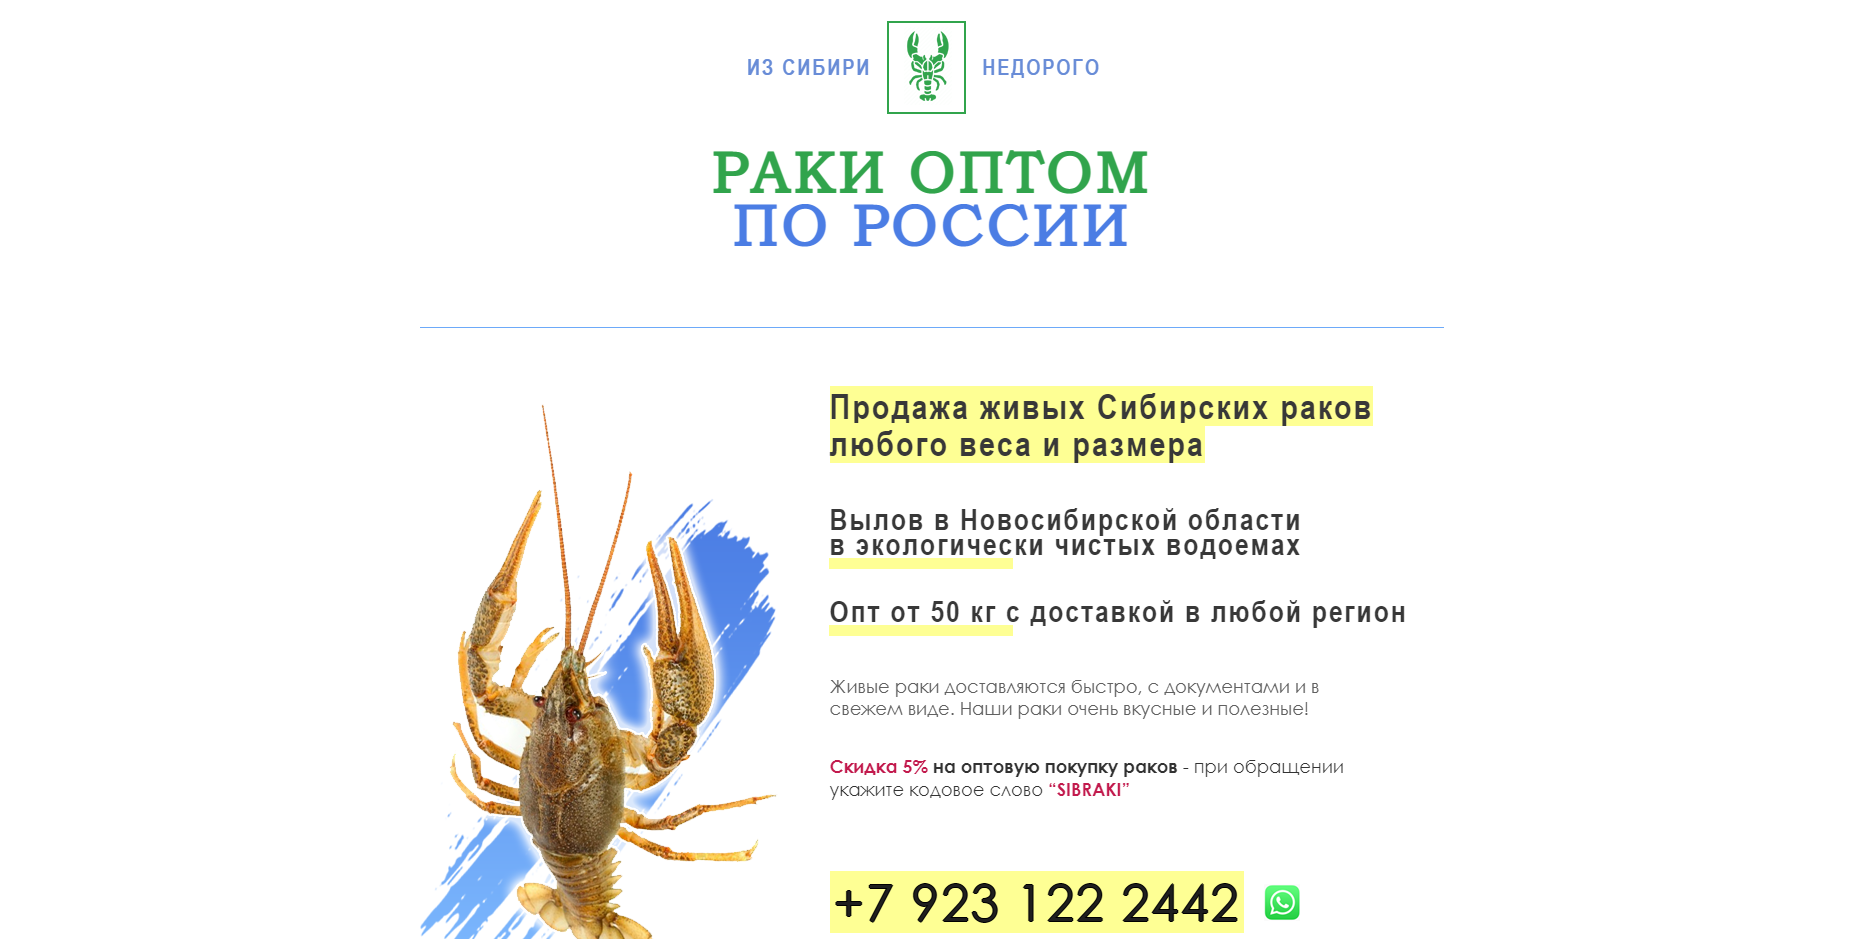 ИЗ СИБИРИ НЕДОРОГО
РАКИ ОПТОМ
ПО РОССИИ
Продажа живых Сибирских раков
любого веса и размера
Вылов в Новосибирской области
в экологически чистых водоемах
Опт от 50 кг с доставкой в любой регион
Живые раки доставляются быстро, с документами и в
свежем виде. Наши раки очень вкусные и полезные!
Скидка 5% на оптовую покупку раков - при обращении
укажите кодовое слово “SIBRAKI”
+7 923 122 2442